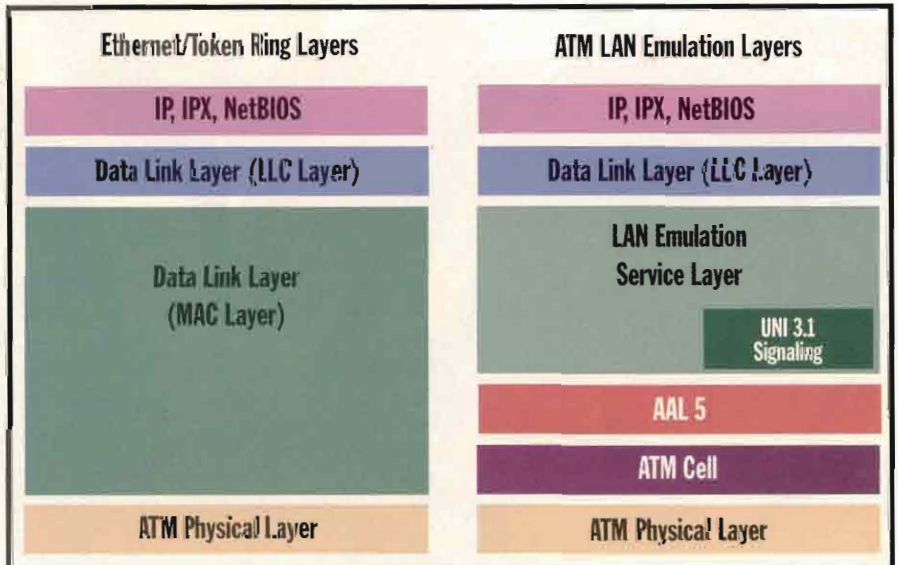 Ethernet/Token Ring Layers
IP, IPX, NetBIOS
Data Link Layer (LLC Layer)
Data Link Layer
(MAC Layer)
ATM Physical Layer
ATM LAN Emulation Layers
IP, IPX, NetBIOS
Data Link Layer (LLC Layer)
LAN Emulation
Service Layer
UNI 3.1
Signaling
AAL 5
ATM Cell
ATM Physical Layer